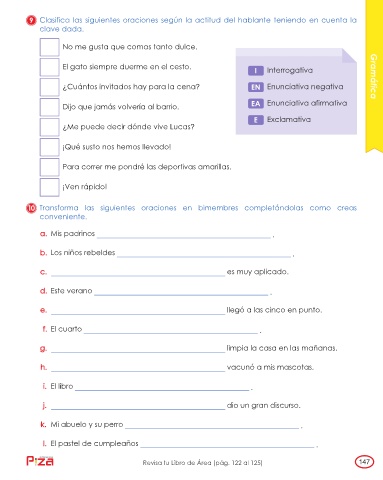 9 Clasifica las siguientes oraciones según la actitud del hablante teniendo en cuenta la
clave dada.
No me gusta que comas tanto dulce.
El gato siempre duerme en el cesto.
¿Cuántos invitados hay para la cena?
Dijo que jamás volvería al barrio.
¿Me puede decir dónde vive Lucas?
¡Qué susto nos hemos llevado!
Para correr me pondré las deportivas amarillas.
¡Ven rápido!
I Interrogativa
EN Enunciativa negativa
EA Enunciativa afirmativa
E Exclamativa
Gramática
10 Transforma las siguientes oraciones en bimembres completándolas como creas
conveniente.
a. Mis padrinos ______ .
b. Los niños rebeldes ______ .
c. ______ es muy aplicado.
d. Este verano ______ .
e. ______ llegó a las cinco en punto.
f. El cuarto ______ .
g. ______ limpia la casa en las mañanas.
h. ______ vacunó a mis mascotas.
i. El libro ______ .
j. ______ dio un gran discurso.
k. Mi abuelo y su perro ______ .
l. El pastel de cumpleaños ______ .
Piza
Revisa tu Libro de Área (pág. 122 al 125)
147